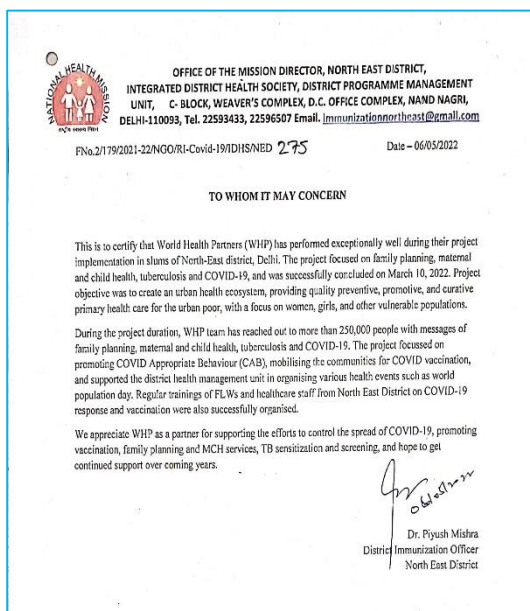 NATIONAL HEALTH MISSION
OFFICE OF THE MISSION DIRECTOR, NORTH EAST DISTRICT,
INTEGRATED DISTRICT HEALTH SOCIETY, DISTRICT PROGRAMME MANAGEMENT
UNIT, C- BLOCK, WEAVER'S COMPLEX, D.C. OFFICE COMPLEX, NAND NAGRI,
DELHI-110093, Tel. 22593433, 22596507 Email. immunizationnortheast@gmail.com
FNo.2/179/2021-22/NGO/RI-Covid-19/IDHS/NED 275 Date – 06/05/2022
TO WHOM IT MAY CONCERN
This is to certify that World Health Partners (WHP) has performed exceptionally well during their project
implementation in slums of North-East district, Delhi. The project focused on family planning, maternal
and child health, tuberculosis and COVID-19, and was successfully concluded on March 10, 2022. Project
objective was to create an urban health ecosystem, providing quality preventive, promotive, and curative
primary health care for the urban poor, with a focus on women, girls, and other vulnerable populations.
During the project duration, WHP team has reached out to more than 250,000 people with messages of
family planning, maternal and child health, tuberculosis and COVID-19. The project focussed on
promoting COVID Appropriate Behaviour (CAB), mobilising the communities for COVID vaccination,
and supported the district health management unit in organising various health events such as world
population day. Regular trainings of FLWs and healthcare staff from North East District on COVID-19
response and vaccination were also successfully organised.
We appreciate WHP as a partner for supporting the efforts to control the spread of COVID-19, promoting
vaccination, family planning and MCH services, TB sensitization and screening, and hope to get
continued support over coming years.
06/05/2022
Dr. Piyush Mishra
District Immunization Officer
North East District